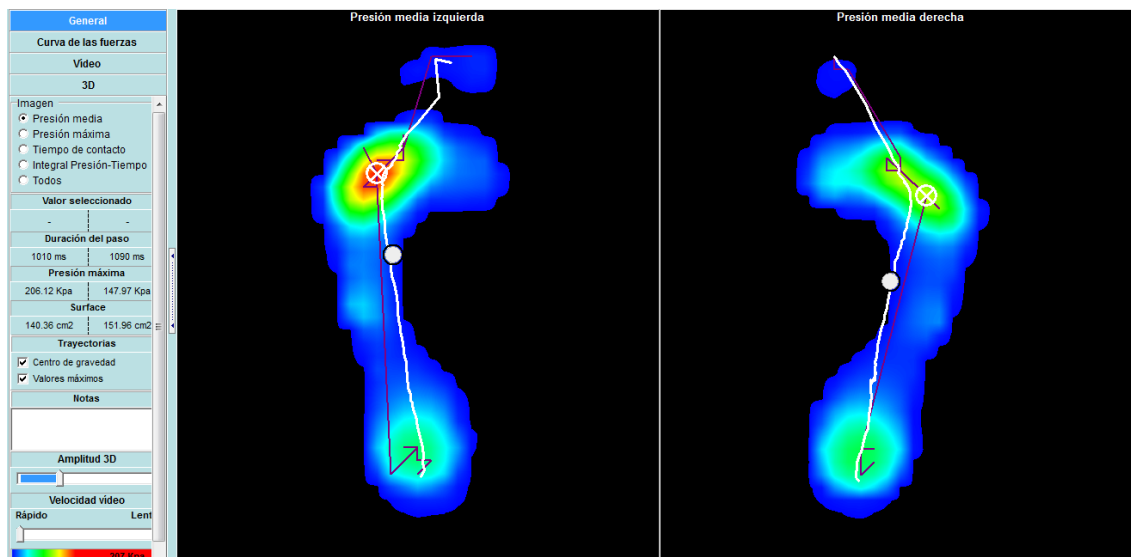 General
Curva de las fuerzas
Video
3D
Imagen
Presión media
Presión máxima
Tiempo de contacto
Integral Presión-Tiempo
Todos
Valor seleccionado
- -
Duración del paso
1010 ms 1090 ms
Presión máxima
206.12 Kpa 147.97 Kpa
Surface
140.36 cm2 151.96 cm2
Trayectorias
Centro de gravedad
Valores máximos
Notas
Amplitud 3D
Velocidad vídeo
Rápido Lent
207 Kpa
Presión media izquierda
Presión media derecha